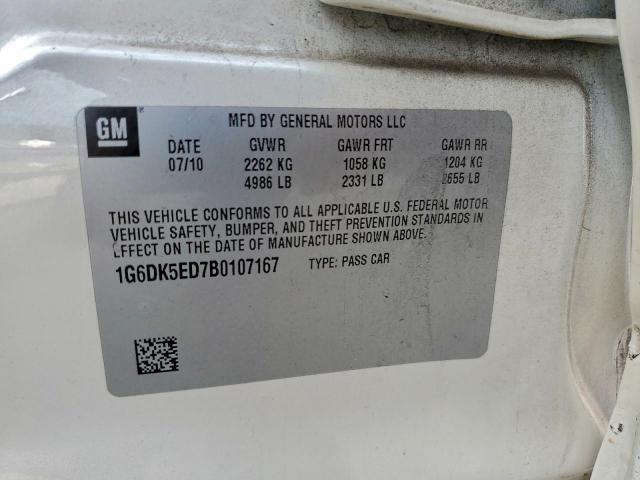 GM
MFD BY GENERAL MOTORS LLC
DATE GVWR GAWR FRT GAWR RR
07/10 2262 KG 1058 KG 1204 KG
4986 LB 2331 LB 2655 LB
THIS VEHICLE CONFORMS TO ALL APPLICABLE U.S. FEDERAL MOTOR
VEHICLE SAFETY, BUMPER, AND THEFT PREVENTION STANDARDS IN
EFFECT ON THE DATE OF MANUFACTURE SHOWN ABOVE.
1G6DK5ED7B0107167 TYPE: PASS CAR